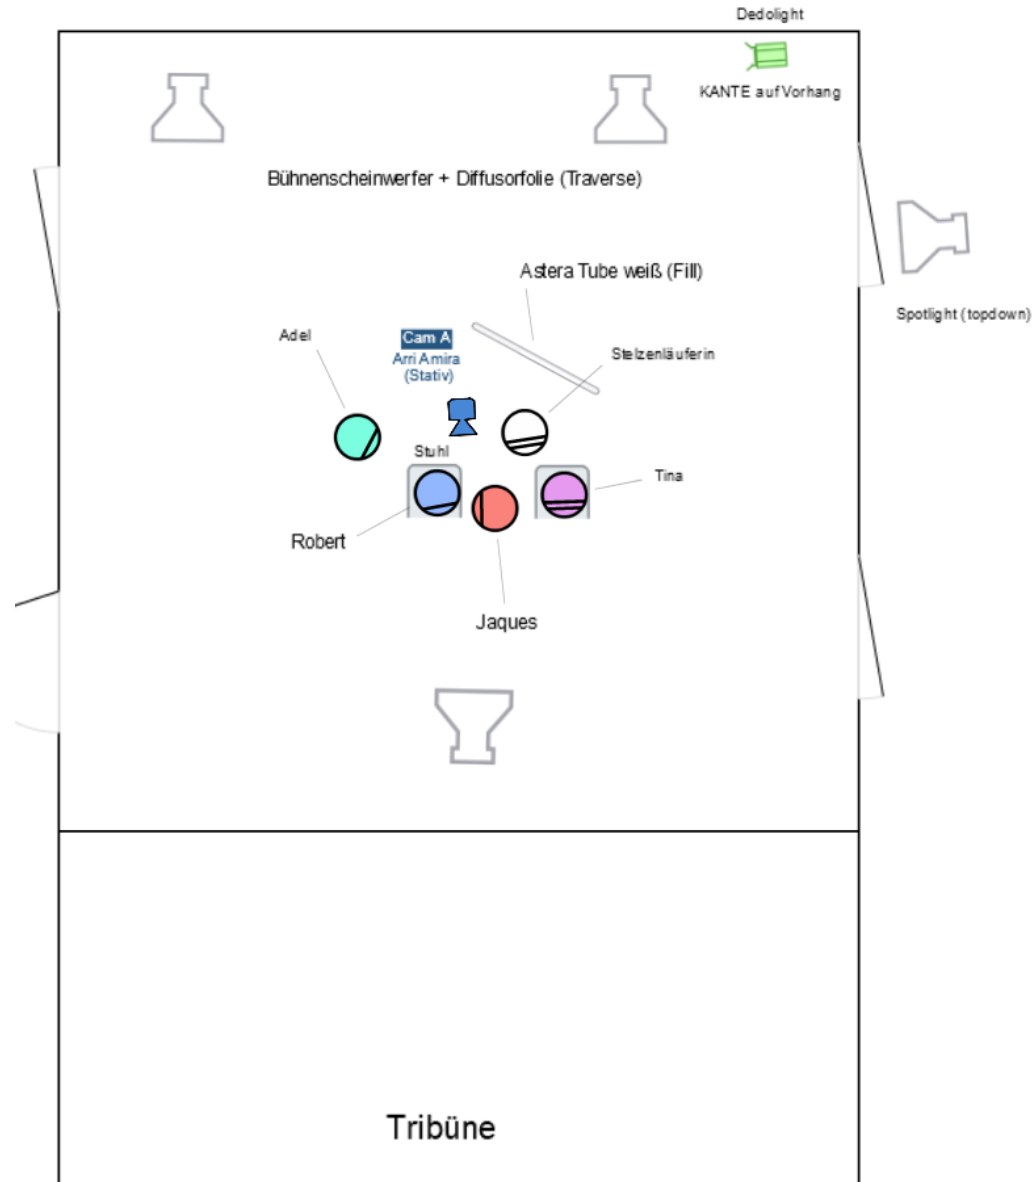 Dedolight
KANTE auf Vorhang
Bühnenscheinwerfer + Diffusorfolie (Traverse)
Astera Tube weiß (Fill)
Spotlight (topdown)
Adel
Cam A
Arri Amira
(Stativ)
Stelzenläuferin
Stuhl
Tina
Robert
Jaques
Tribüne